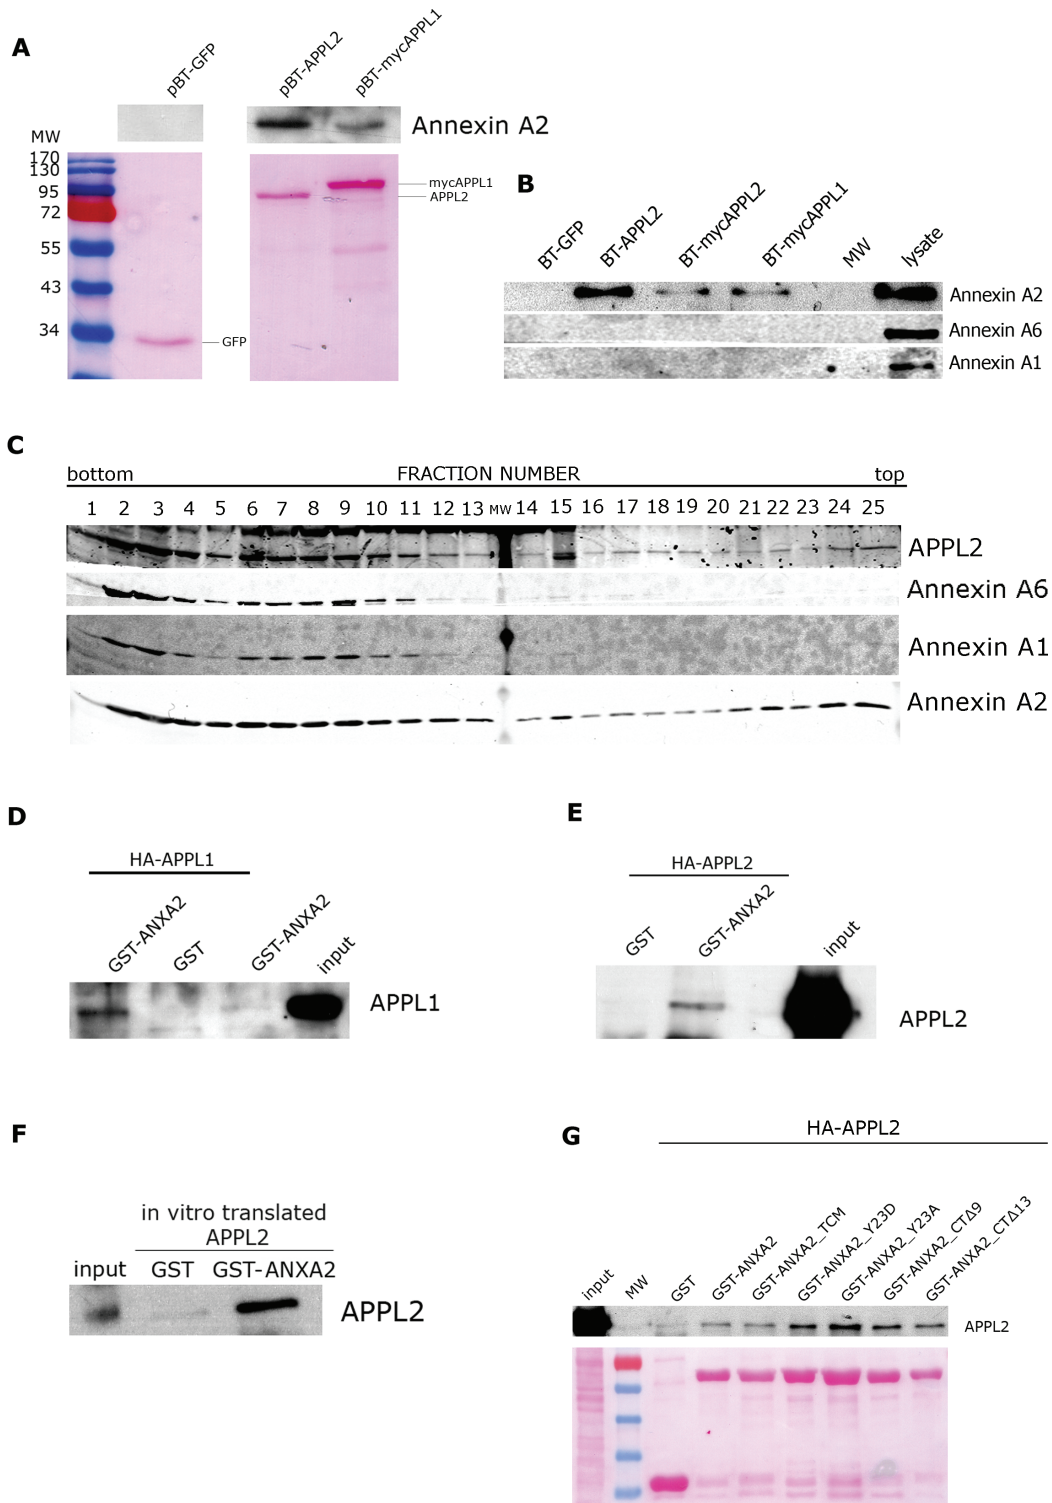 A
pBT-GFP
pBT-APPL2
pBT-mycAPPL1
Annexin A2
MW
170
130
95
72
55
43
34
mycAPPL1
APPL2
GFP
B
BT-GFP
BT-APPL2
BT-mycAPPL2
BT-mycAPPL1
MW
lysate
Annexin A2
Annexin A6
Annexin A1
C
bottom FRACTION NUMBER top
1 2 3 4 5 6 7 8 9 10 11 12 13 MW 14 15 16 17 18 19 20 21 22 23 24 25
APPL2
Annexin A6
Annexin A1
Annexin A2
D
HA-APPL1
GST-ANXA2
GST
GST-ANXA2
input
APPL1
E
HA-APPL2
GST
GST-ANXA2
input
APPL2
F
in vitro translated
APPL2
input GST GST-ANXA2
APPL2
G
HA-APPL2
input
MW
GST
GST-ANXA2
GST-ANXA2_TCM
GST-ANXA2_Y23D
GST-ANXA2_Y23A
GST-ANXA2_CTΔ9
GST-ANXA2_CTΔ13
APPL2